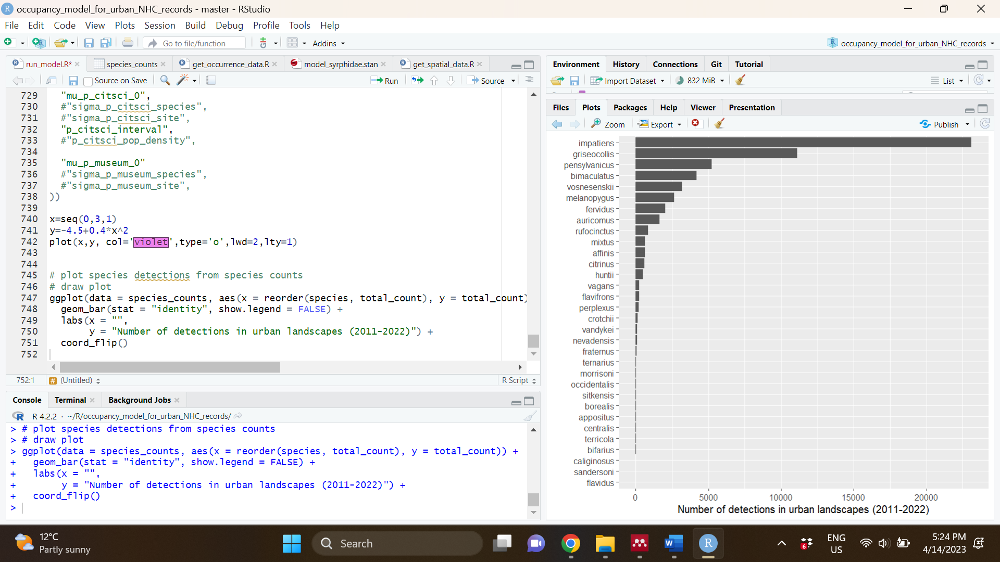 occupancy_model_for_urban_NHC_records - master - RStudio
File Edit Code View Plots Session Build Debug Profile Tools Help
Go to file/function Addins occupancy_model_for_urban_NHC_records
run_model.R* species_counts get_occurrence_data.R model_syrphidae.stan get_spatial_data.R
Source on Save Run Source
729 "mu_p_citsci_0",
730 #"sigma_p_citsci_species",
731 #"sigma_p_citsci_site",
732 "p_citsci_interval",
733 #"p_citsci_pop_density",
734
735 "mu_p_museum_0"
736 #"sigma_p_museum_species",
737 #"sigma_p_museum_site",
738 ))
739
740 x=seq(0,3,1)
741 y=-4.5+0.4*x^2
742 plot(x,y, col='violet',type='o',lwd=2,lty=1)
743
744
745 # plot species detections from species counts
746 # draw plot
747 ggplot(data = species_counts, aes(x = reorder(species, total_count), y = total_count)
748 geom_bar(stat = "identity", show.legend = FALSE) +
749 labs(x = "",
750 y = "Number of detections in urban landscapes (2011-2022)") +
751 coord_flip()
752
752:1 # (Untitled) R Script
Console Terminal Background Jobs
R 4.2.2 · ~/R/occupancy_model_for_urban_NHC_records/
> # plot species detections from species counts
> # draw plot
> ggplot(data = species_counts, aes(x = reorder(species, total_count), y = total_count)) +
+ geom_bar(stat = "identity", show.legend = FALSE) +
+ labs(x = "",
+ y = "Number of detections in urban landscapes (2011-2022)") +
+ coord_flip()
>
Environment History Connections Git Tutorial
Import Dataset 832 MiB List
Files Plots Packages Help Viewer Presentation
Zoom Export Publish
impatiens
griseocollis
pensylvanicus
bimaculatus
vosnesenskii
melanopygus
fervidus
auricomus
rufocinctus
mixtus
affinis
citrinus
huntii
vagans
flavifrons
perplexus
crotchii
vandykei
nevadensis
fraternus
ternarius
morrisoni
occidentalis
sitkensis
borealis
appositus
centralis
terricola
bifarius
caliginosus
sandersoni
flavidus
0 5000 10000 15000 20000
Number of detections in urban landscapes (2011-2022)
12°C
Partly sunny
Search
6
ENG
US
5:24 PM
4/14/2023